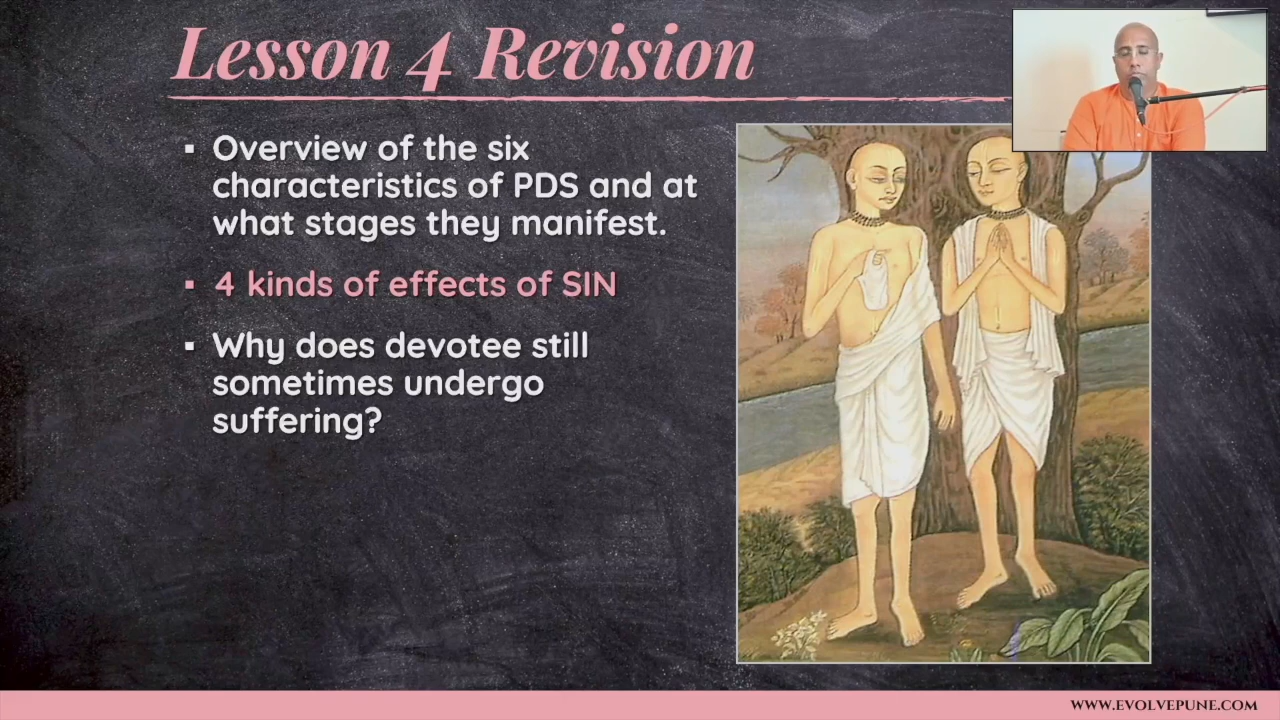 Lesson 4 Revision
▪ Overview of the six
characteristics of PDS and at
what stages they manifest.
▪ 4 kinds of effects of SIN
▪ Why does devotee still
sometimes undergo
suffering?
WWW.EVOLVEPUNE.COM